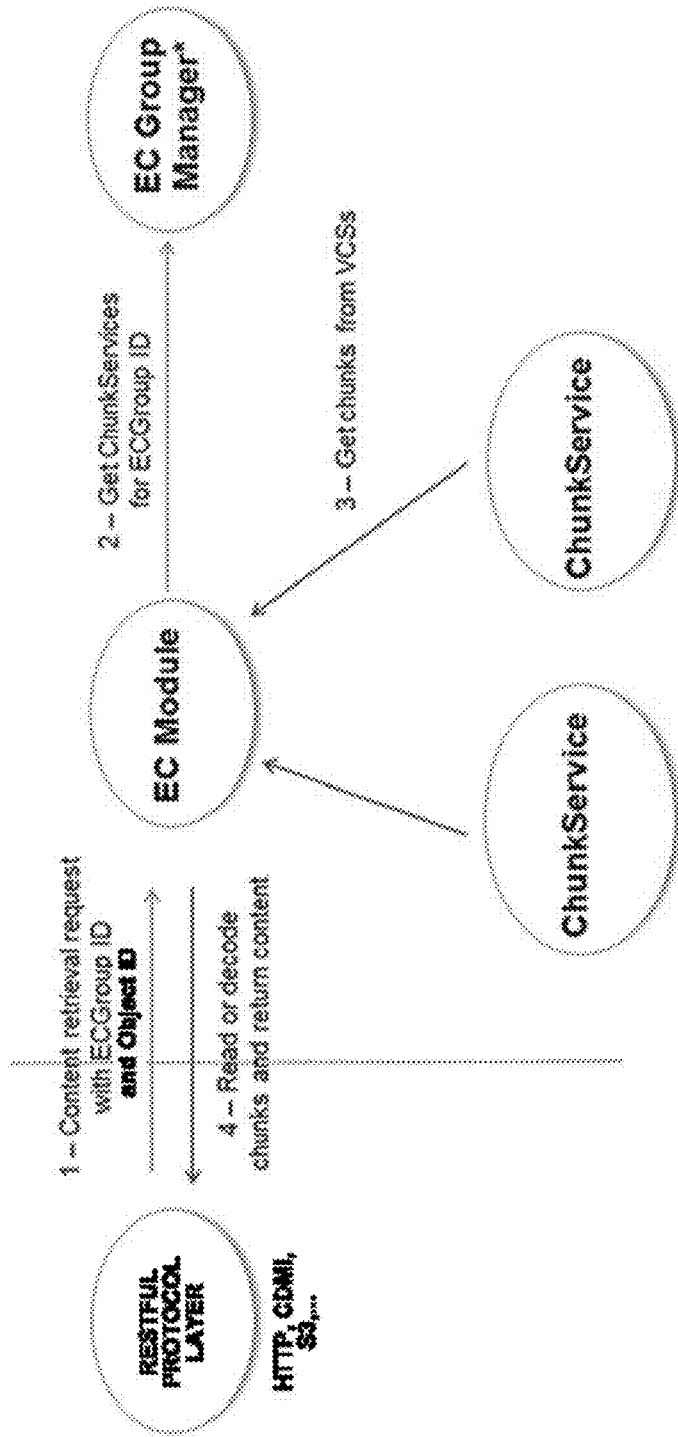 RESTFUL
PROTOCOL
LAYER
HTTP, CDMI,
S3,...
1 – Content retrieval request
with ECGroup ID
and Object ID
4 – Read or decode
chunks and return content
EC Module
2 – Get ChunkServices
for ECGroup ID
EC Group
Manager*
3 – Get chunks from VCSs
ChunkService
ChunkService